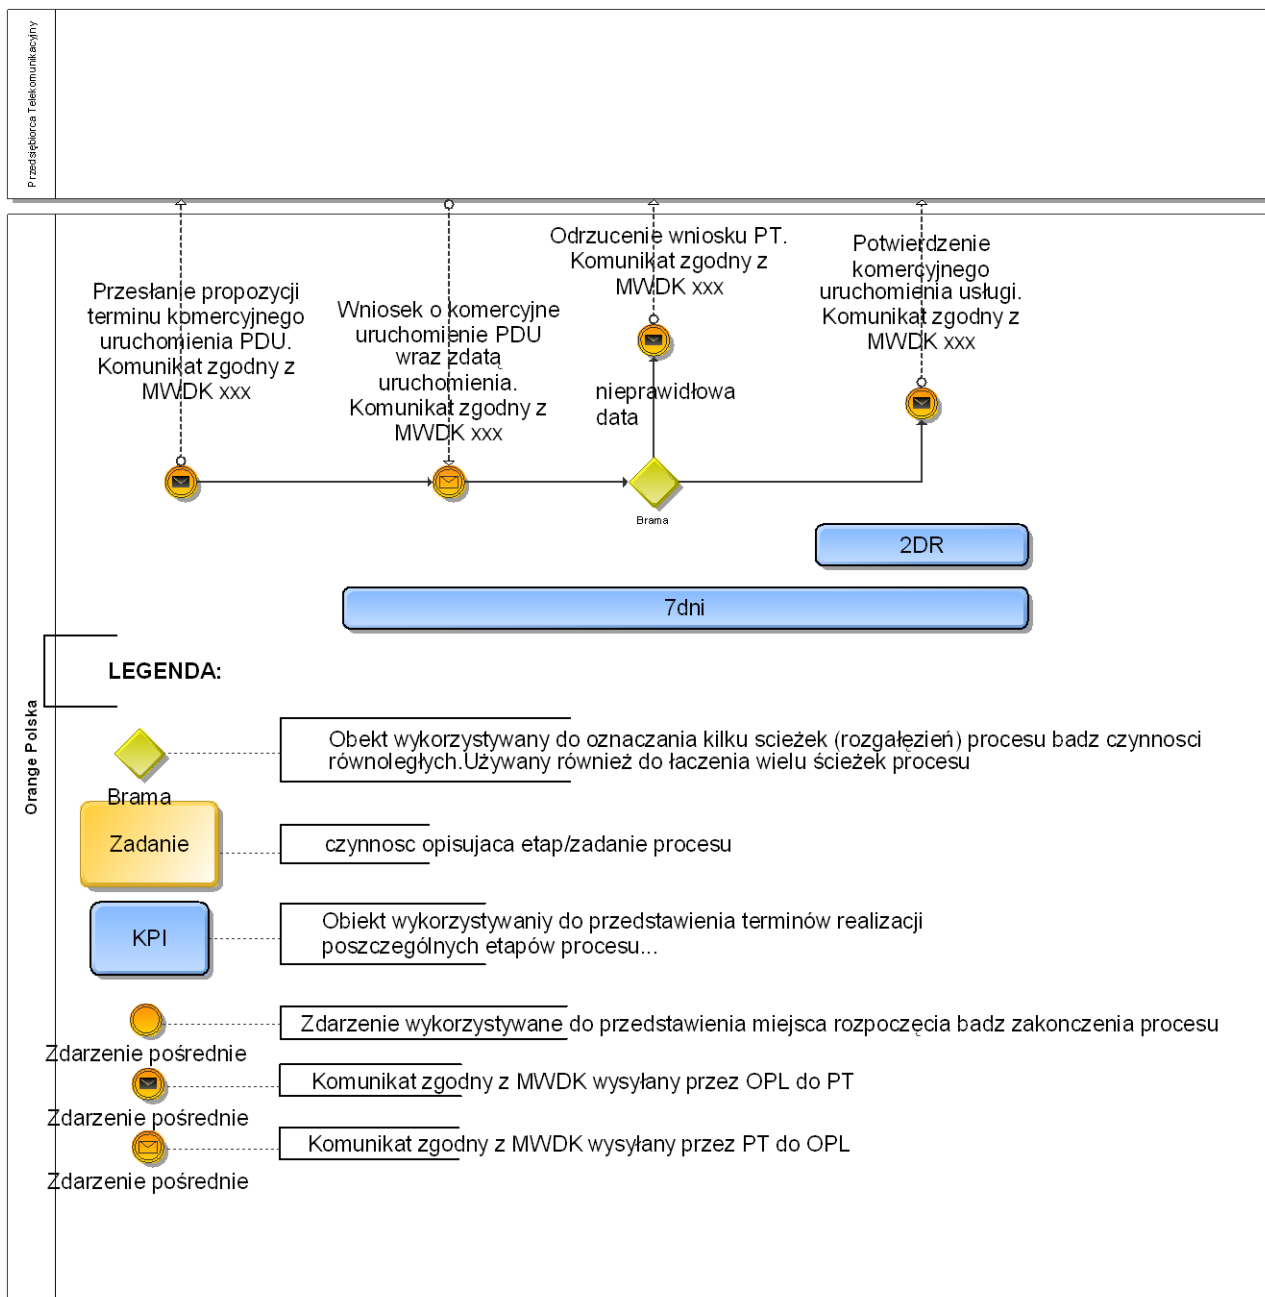 Przedsiębiorca Telekomunikacyjny
Przesłanie propozycji
terminu komercyjnego
uruchomienia PDU.
Komunikat zgodny z
MWDK xxx
Wniosek o komercyjne
uruchomienie PDU
wraz zdatą
uruchomienia.
Komunikat zgodny z
MWDK xxx
Odrzucenie wniosku PT.
Komunikat zgodny z
MWDK xxx
nieprawidłowa
data
Potwierdzenie
komercyjnego
uruchomienia usługi.
Komunikat zgodny z
MWDK xxx
Brama
2DR
7dni
Orange Polska
LEGENDA:
Brama
Obekt wykorzystywany do oznaczania kilku scieżek (rozgałęzień) procesu badz czynnosci
równoległych.Używany również do łaczenia wielu ścieżek procesu
Zadanie
czynnosc opisujaca etap/zadanie procesu
KPI
Obiekt wykorzystywaniy do przedstawienia terminów realizacji
poszczególnych etapów procesu...
Zdarzenie pośrednie
Zdarzenie wykorzystywane do przedstawienia miejsca rozpoczęcia badz zakonczenia procesu
Zdarzenie pośrednie
Komunikat zgodny z MWDK wysyłany przez OPL do PT
Zdarzenie pośrednie
Komunikat zgodny z MWDK wysyłany przez PT do OPL